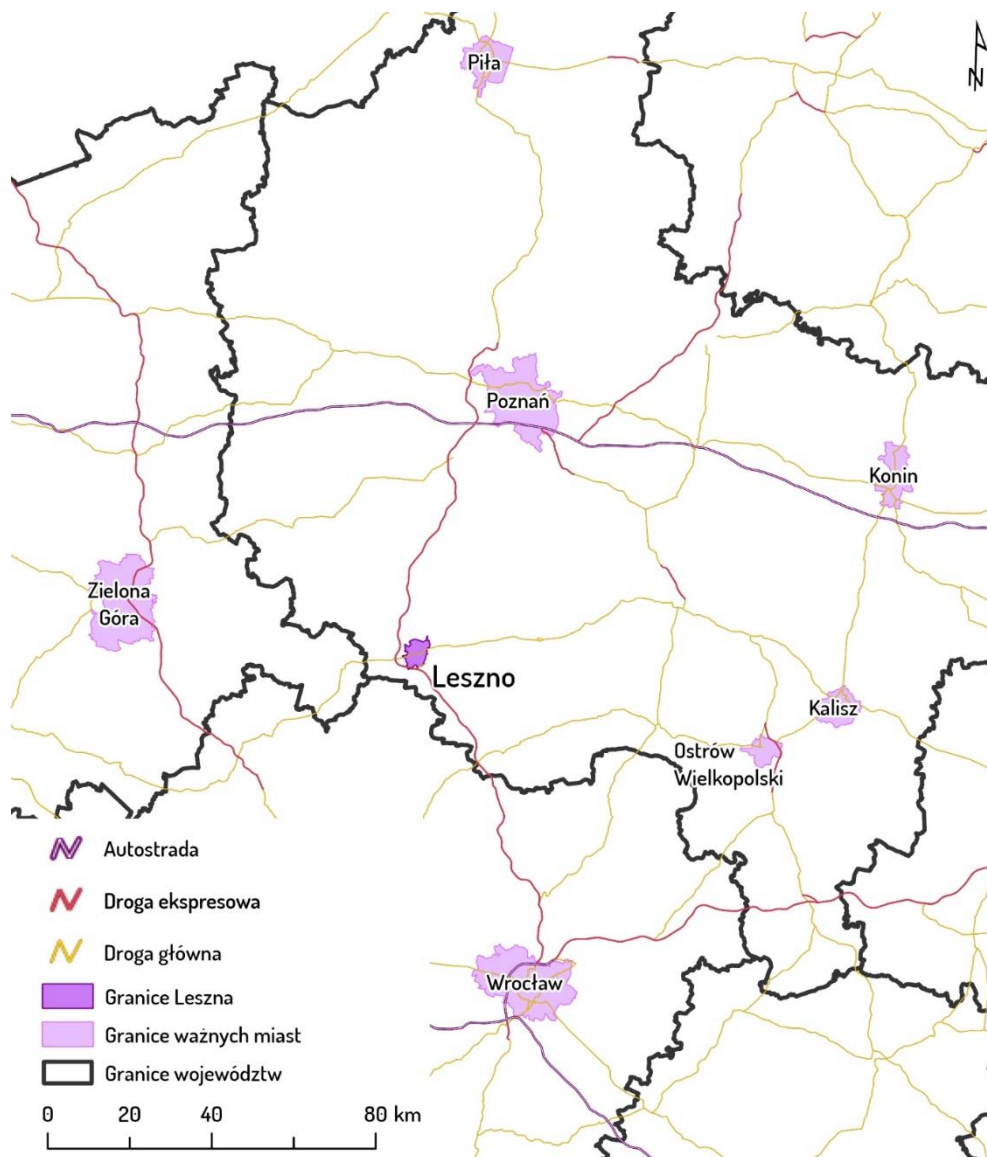 Piła
N
Poznań
Konin
Zielona
Góra
Leszno
Kalisz
Ostrów
Wielkopolski
Wrocław
Autostrada
Droga ekspresowa
Droga główna
Granice Leszna
Granice ważnych miast
Granice województw
0 20 40 80 km